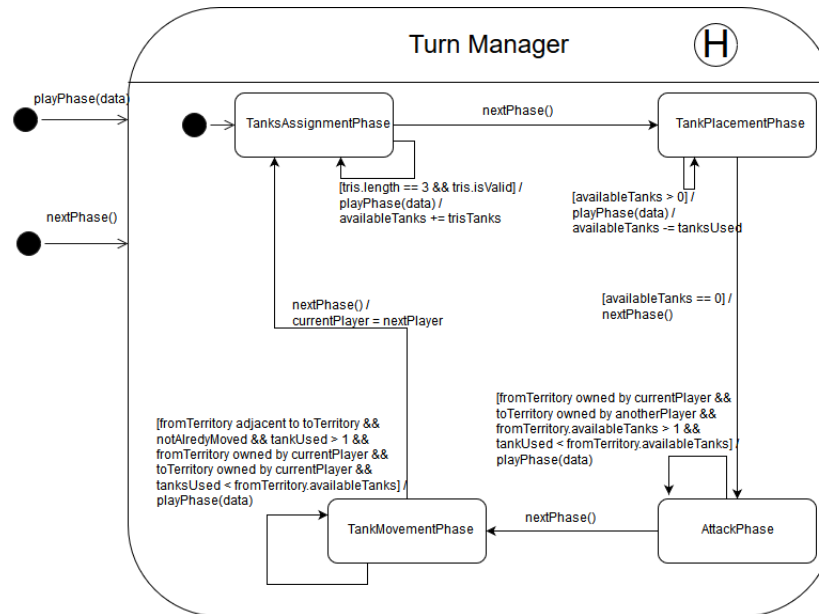 Turn Manager
H
playPhase(data)
TanksAssignmentPhase
nextPhase()
TankPlacementPhase
[tris.length == 3 && tris.isValid] /
playPhase(data) /
availableTanks += trisTanks
[availableTanks > 0] /
playPhase(data) /
availableTanks -= tanksUsed
nextPhase()
nextPhase() /
currentPlayer = nextPlayer
[availableTanks == 0] /
nextPhase()
[fromTerritory adjacent to toTerritory &&
notAlredyMoved && tankUsed > 1 &&
fromTerritory owned by currentPlayer &&
toTerritory owned by currentPlayer &&
tanksUsed < fromTerritory.availableTanks] /
playPhase(data)
[fromTerritory owned by currentPlayer &&
toTerritory owned by anotherPlayer &&
fromTerritory.availableTanks > 1 &&
tankUsed < fromTerritory.availableTanks] /
playPhase(data)
TankMovementPhase
nextPhase()
AttackPhase